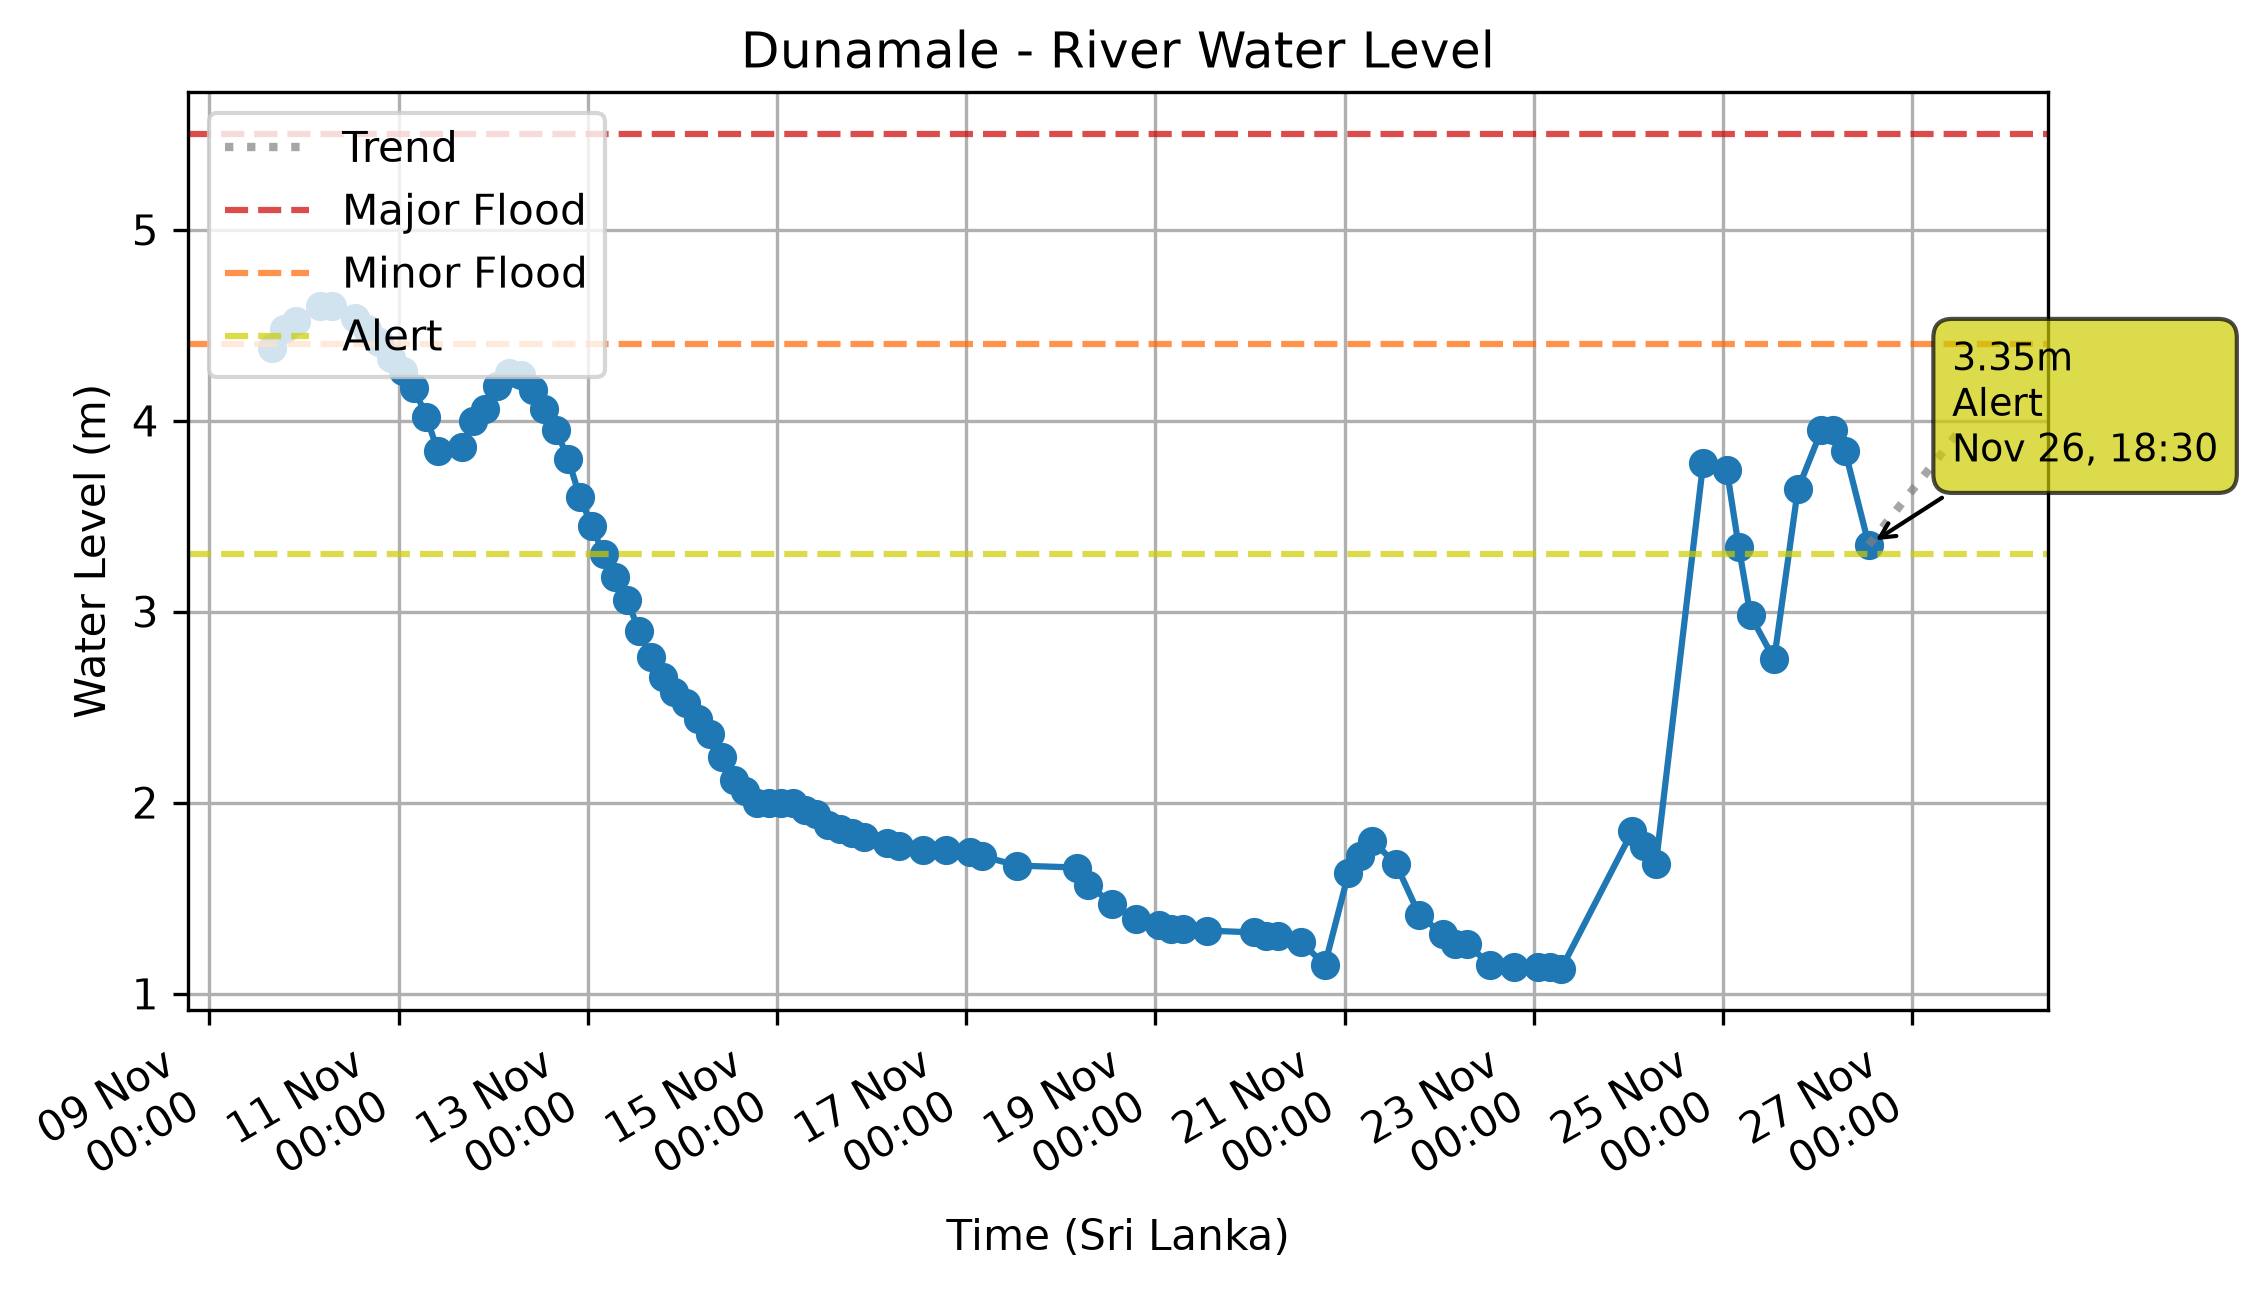 Dunamale - River Water Level
Trend
Major Flood
Minor Flood
Alert
3.35m
Alert
Nov 26, 18:30
Water Level (m)
5
4
3
2
1
09 Nov
00:00
11 Nov
00:00
13 Nov
00:00
15 Nov
00:00
17 Nov
00:00
19 Nov
00:00
21 Nov
00:00
23 Nov
00:00
25 Nov
00:00
27 Nov
00:00
Time (Sri Lanka)